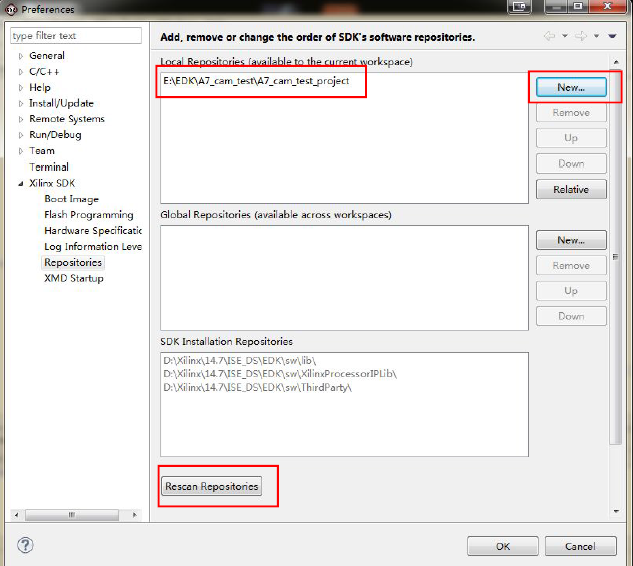 Preferences
type filter text
General
C/C++
Help
Install/Update
Remote Systems
Run/Debug
Team
Terminal
Xilinx SDK
Boot Image
Flash Programming
Hardware Specificatio
Log Information Leve
Repositories
XMD Startup
Add, remove or change the order of SDK's software repositories.
Local Repositories (available to the current workspace)
E:\EDK\A7_cam_test\A7_cam_test_project
New...
Remove
Up
Down
Relative
Global Repositories (available across workspaces)
New...
Remove
Up
Down
SDK Installation Repositories
D:\Xilinx\14.7\ISE_DS\EDK\sw\lib\
D:\Xilinx\14.7\ISE_DS\EDK\sw\XilinxProcessorIPLib\
D:\Xilinx\14.7\ISE_DS\EDK\sw\ThirdParty\
Rescan Repositories
OK
Cancel